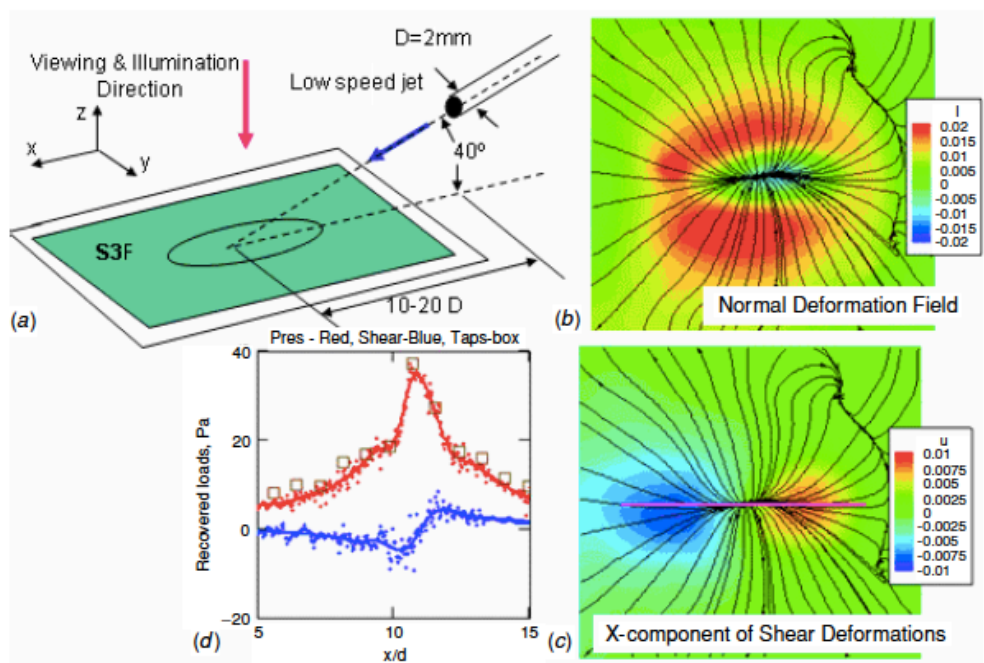 D=2mm
Viewing & Illumination
Direction
Low speed jet
z
x
y
40º
S3F
10-20 D
(a)
l
0.02
0.015
0.01
0.005
0
-0.005
-0.01
-0.015
-0.02
Normal Deformation Field
(b)
Pres - Red, Shear-Blue, Taps-box
40
20
0
−20
Recovered loads, Pa
5
10
15
x/d
(d)
u
0.01
0.0075
0.005
0.0025
0
-0.0025
-0.005
-0.0075
-0.01
(c)
X-component of Shear Deformations